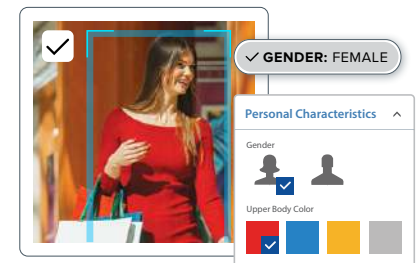 GENDER: FEMALE
Personal Characteristics
Gender
Upper Body Color